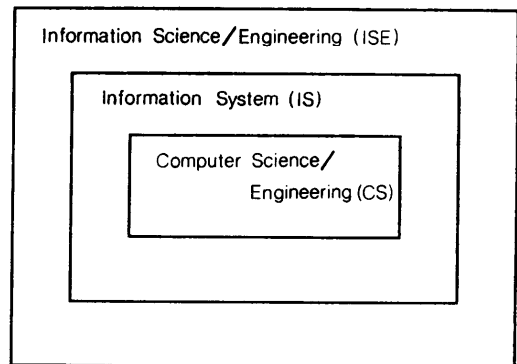 Information Science/Engineering (ISE)
Information System (IS)
Computer Science/
Engineering (CS)